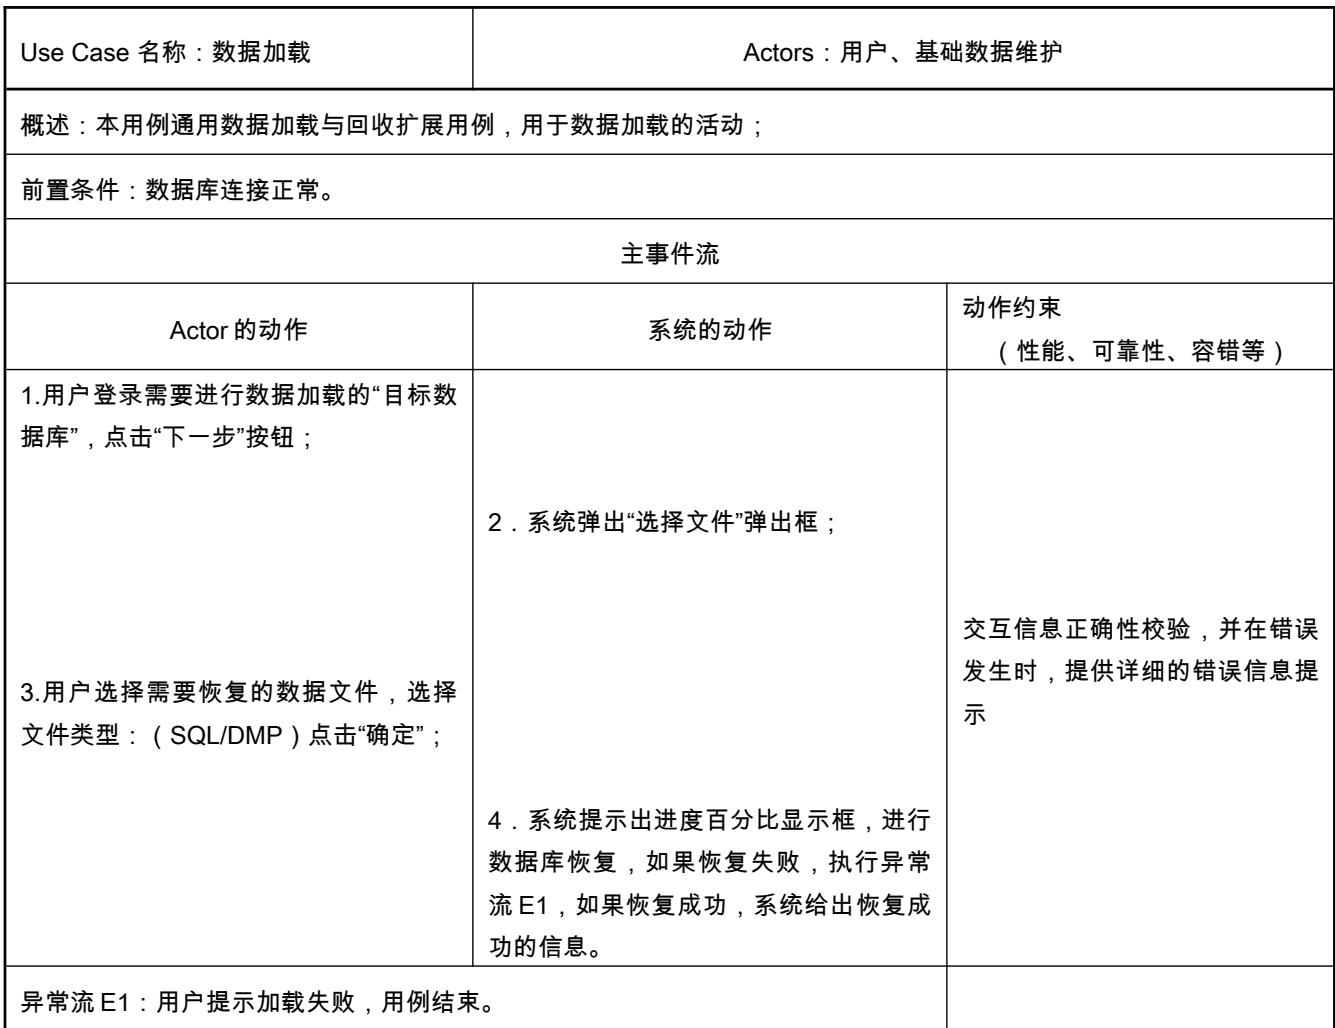 Use Case 名称：数据加载
Actors：用户、基础数据维护
概述：本用例通用数据加载与回收扩展用例，用于数据加载的活动；
前置条件：数据库连接正常。
主事件流
Actor 的动作
系统的动作
动作约束
（性能、可靠性、容错等）
1.用户登录需要进行数据加载的“目标数
据库”，点击“下一步”按钮；
2．系统弹出“选择文件”弹出框；
3.用户选择需要恢复的数据文件，选择
文件类型：（SQL/DMP）点击“确定”；
4．系统提示出进度百分比显示框，进行
数据库恢复，如果恢复失败，执行异常
流 E1，如果恢复成功，系统给出恢复成
功的信息。
交互信息正确性校验，并在错误
发生时，提供详细的错误信息提
示
异常流 E1：用户提示加载失败，用例结束。